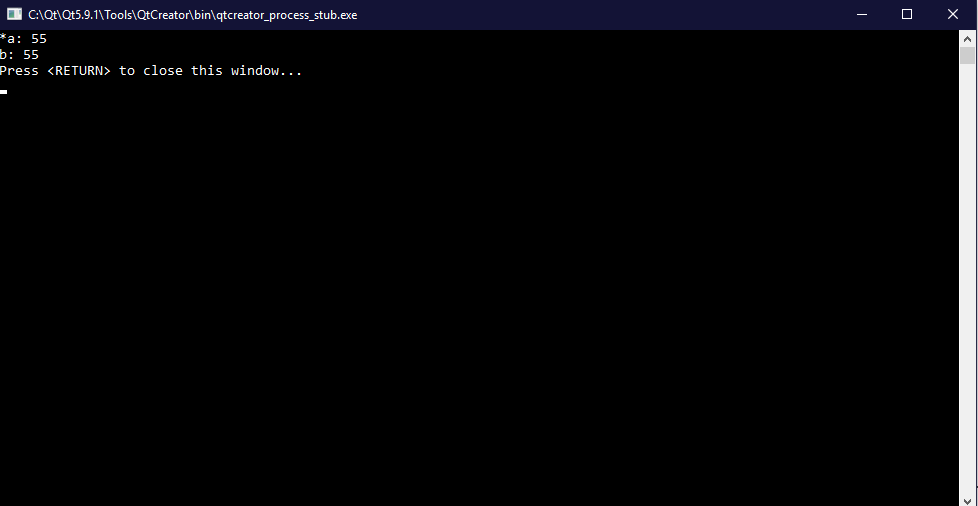 C:\Qt\Qt5.9.1\Tools\QtCreator\bin\qtcreator_process_stub.exe
*a: 55
b: 55
Press <RETURN> to close this window...